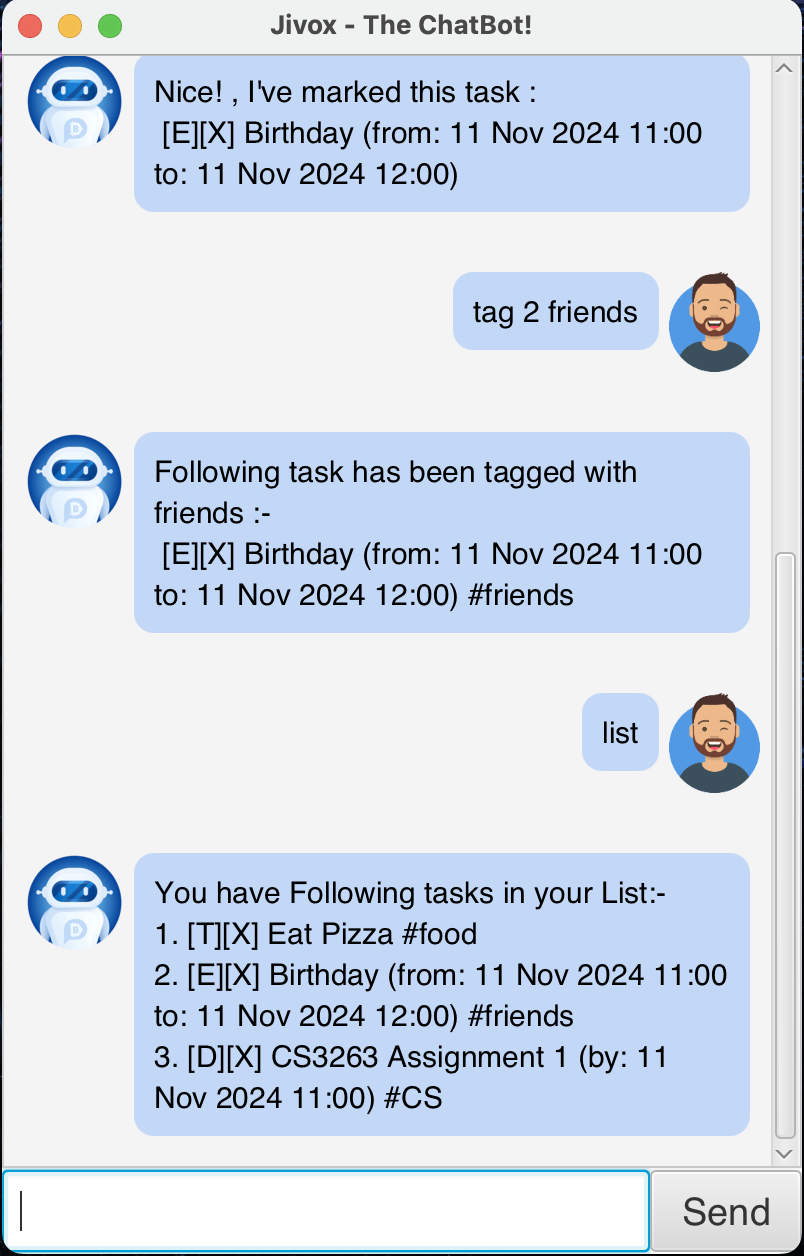 Jivox - The ChatBot!
Nice! , I've marked this task :
[E][X] Birthday (from: 11 Nov 2024 11:00
to: 11 Nov 2024 12:00)
tag 2 friends
D
Following task has been tagged with
friends :-
[E][X] Birthday (from: 11 Nov 2024 11:00
to: 11 Nov 2024 12:00) #friends
D
list
You have Following tasks in your List:-
1. [T][X] Eat Pizza #food
2. [E][X] Birthday (from: 11 Nov 2024 11:00
to: 11 Nov 2024 12:00) #friends
3. [D][X] CS3263 Assignment 1 (by: 11
Nov 2024 11:00) #CS
D
Send